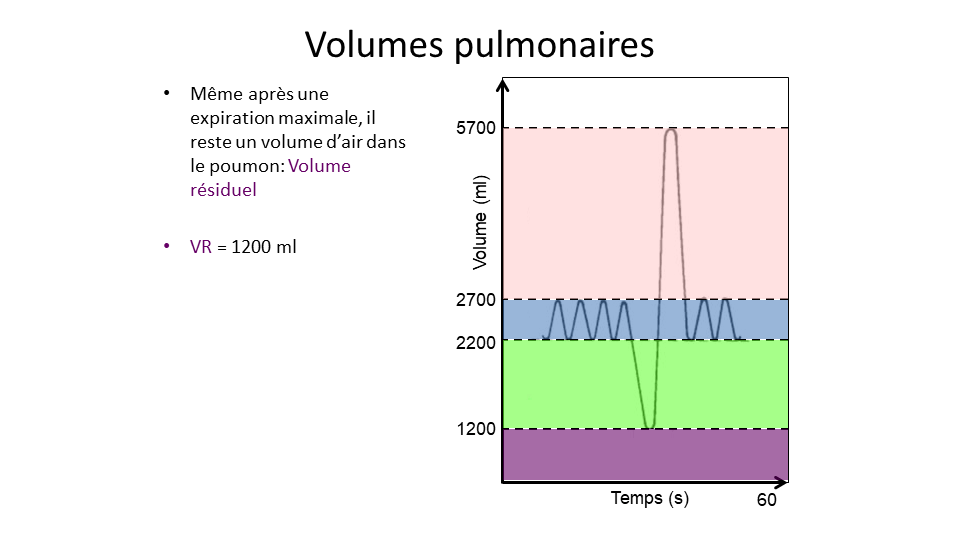 Volumes pulmonaires
• Même après une
expiration maximale, il
reste un volume d’air dans
le poumon: Volume
résiduel
• VR = 1200 ml
5700
Volume (ml)
2700
2200
1200
Temps (s)
60